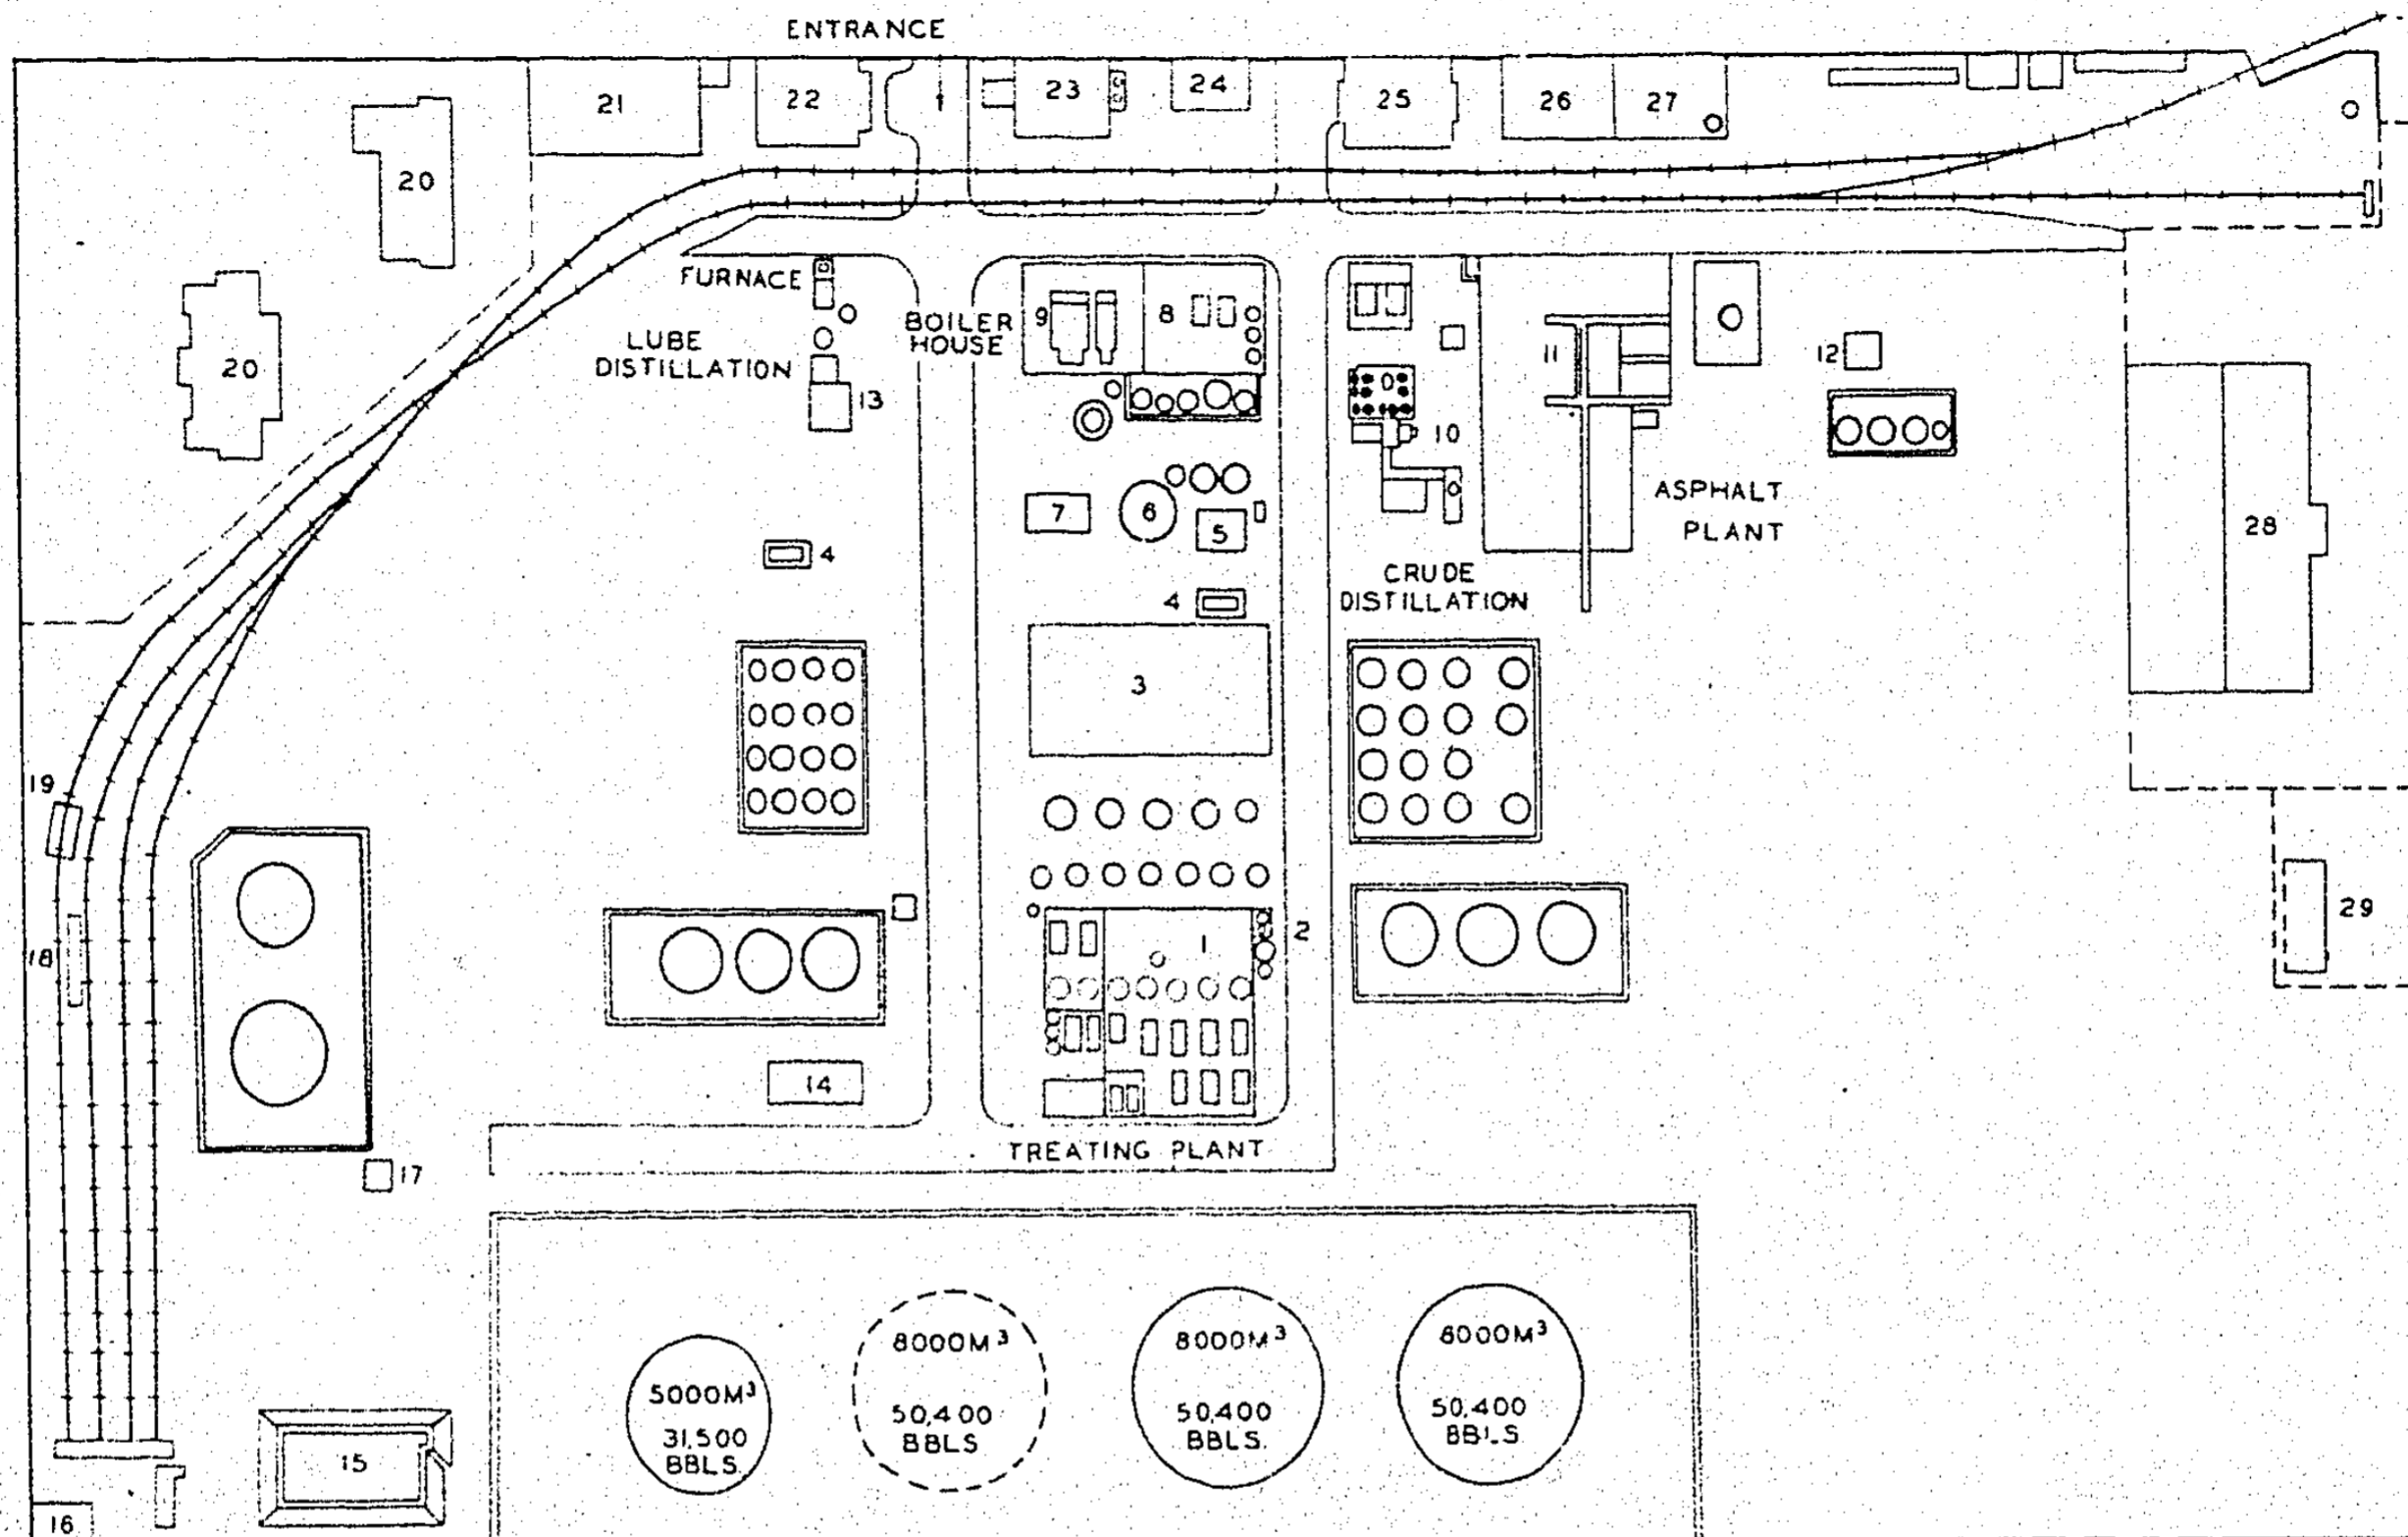 ENTRANCE
21
22
23
24
25
26
27
20
20
FURNACE
LUBE
DISTILLATION
13
BOILER
HOUSE
9
8
11
12
10
ASPHALT
PLANT
28
7
6
5
4
4
CRUDE
DISTILLATION
3
19
18
1
2
29
14
TREATING PLANT
17
5000M³
31,500
BBLS.
8000M³
50,400
BBLS
8000M³
50,400
BBLS.
8000M³
50,400
BBLS
15
16